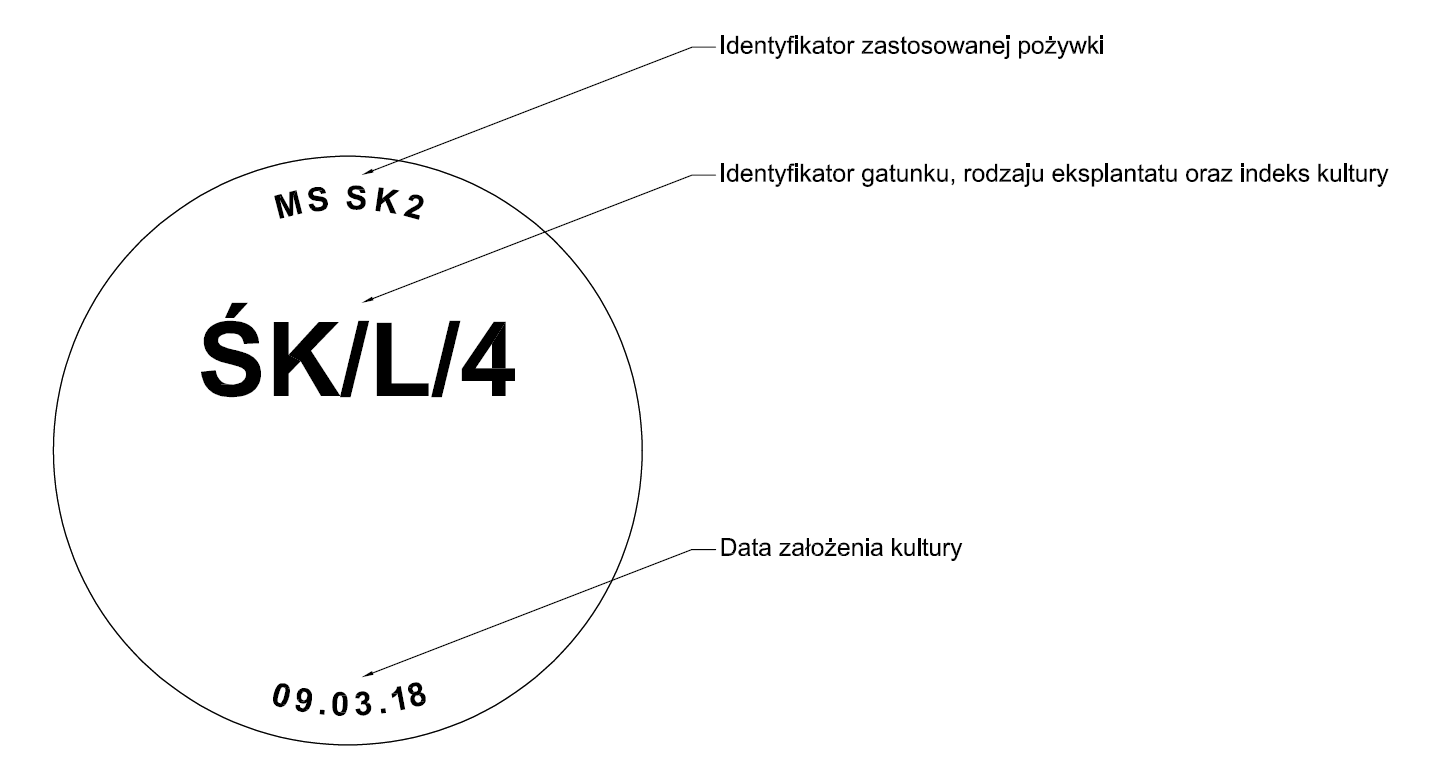 Identyfikator zastosowanej pożywki
Identyfikator gatunku, rodzaju eksplantatu oraz indeks kultury
MS SK2
ŚK/L/4
Data założenia kultury
09.03.18